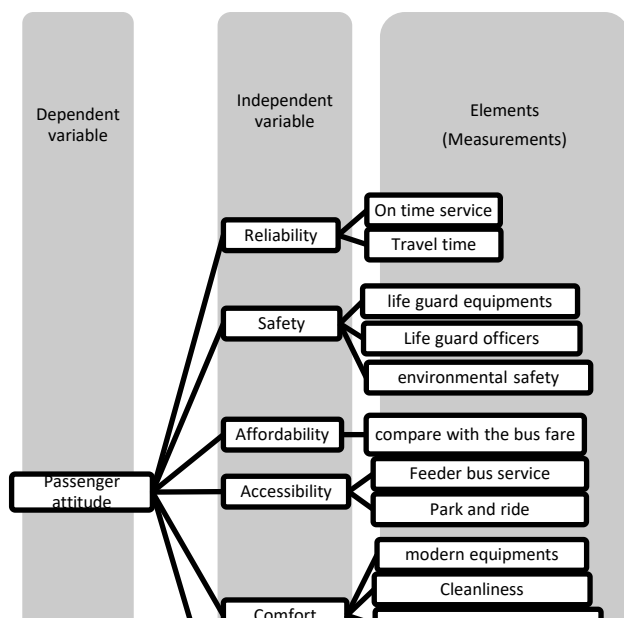 Dependent
variable
Independent
variable
Elements
(Measurements)
On time service
Reliability
Travel time
life guard equipments
Safety
Life guard officers
environmental safety
Affordability
compare with the bus fare
Passenger
attitude
Accessibility
Feeder bus service
Park and ride
modern equipments
Cleanliness
Comfort